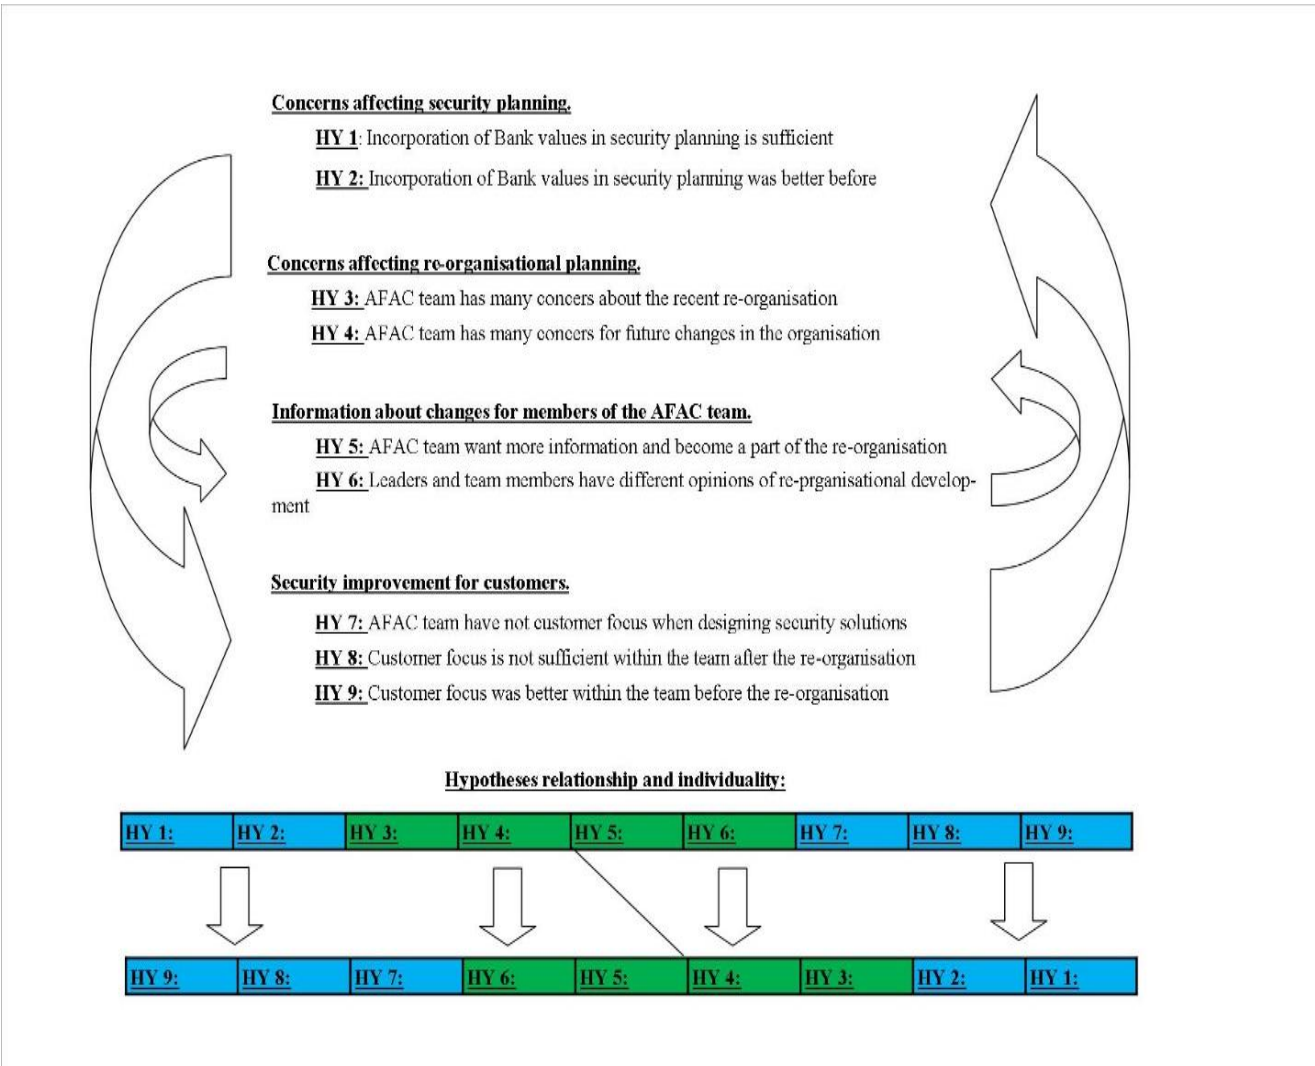 Concerns affecting security planning.
HY 1: Incorporation of Bank values in security planning is sufficient
HY 2: Incorporation of Bank values in security planning was better before
Concerns affecting re-organisational planning.
HY 3: AFAC team has many concers about the recent re-organisation
HY 4: AFAC team has many concers for future changes in the organisation
Information about changes for members of the AFAC team.
HY 5: AFAC team want more information and become a part of the re-organisation
HY 6: Leaders and team members have different opinions of re-prganisational develop-
ment
Security improvement for customers.
HY 7: AFAC team have not customer focus when designing security solutions
HY 8: Customer focus is not sufficient within the team after the re-organisation
HY 9: Customer focus was better within the team before the re-organisation
Hypotheses relationship and individuality:
HY 1: HY 2: HY 3: HY 4: HY 5: HY 6: HY 7: HY 8: HY 9:
HY 9: HY 8: HY 7: HY 6: HY 5: HY 4: HY 3: HY 2: HY 1: